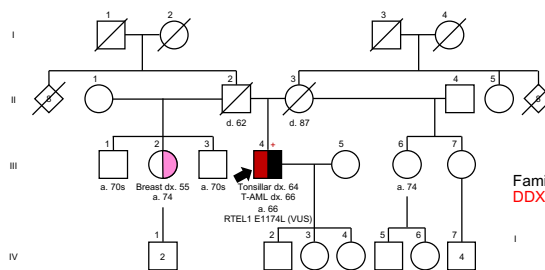 1 2 3 4
I
8 1 2 3 4 5 8
II
d. 62 d. 87
1 2 3 4 + 5 6 7
III
a. 70s Breast dx. 55 a. 70s Tonsillar dx. 64 a. 74
a. 74 T-AML dx. 66
a. 66
RTEL1 E1174L (VUS)
Fami
DDX
1 2 3 4 5 6 7
IV
2 4
I